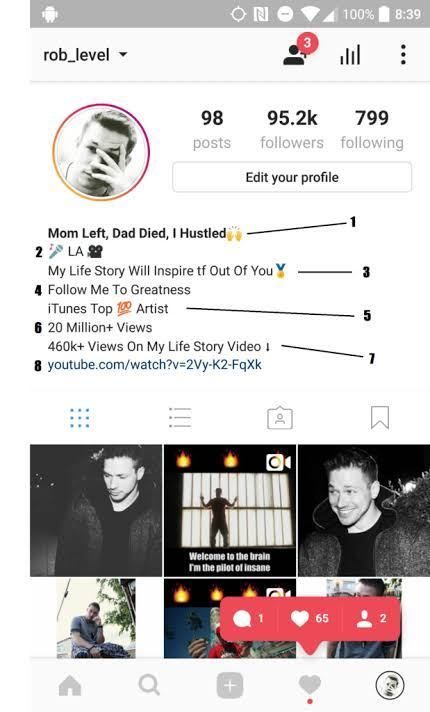 100% 8:39
rob_level
3
98 95.2k 799
posts followers following
Edit your profile
Mom Left, Dad Died, I Hustled🙌 1
2 🎤 LA 🎥
My Life Story Will Inspire tf Out Of You🏅 3
4 Follow Me To Greatness
iTunes Top 💯 Artist 5
6 20 Million+ Views
460k+ Views On My Life Story Video ↓ 7
8 youtube.com/watch?v=2Vy-K2-FqXk
Welcome to the brain
I'm the pilot of insane
1 65 2